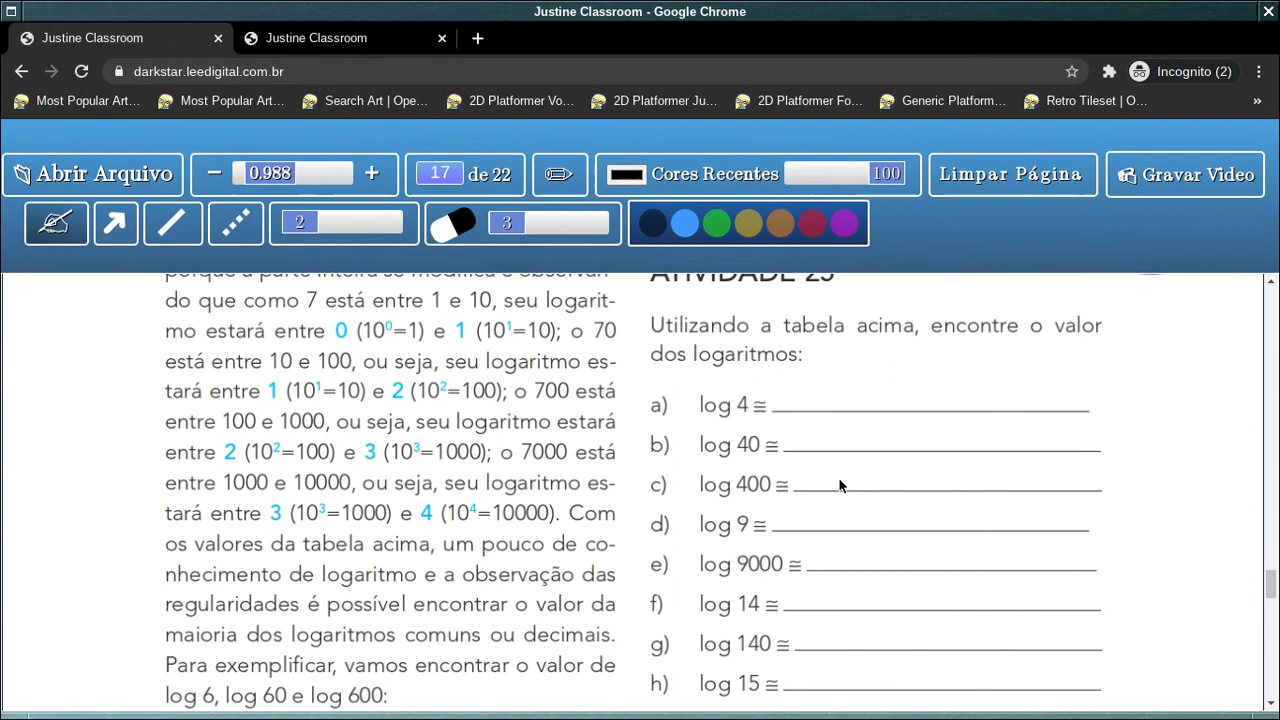 Justine Classroom - Google Chrome
Justine Classroom
Justine Classroom
darkstar.leedigital.com.br
Incognito (2)
Most Popular Art...
Most Popular Art...
Search Art | Ope...
2D Platformer Vo...
2D Platformer Ju...
2D Platformer Fo...
Generic Platform...
Retro Tileset | O...
»
Abrir Arquivo
− 0,988 +
17 de 22
Cores Recentes 100
Limpar Página
Gravar Video
2
3
porque a parte inteira se modifica e observan-
do que como 7 está entre 1 e 10, seu logarit-
mo estará entre 0 (10⁰=1) e 1 (10¹=10); o 70
está entre 10 e 100, ou seja, seu logaritmo es-
tará entre 1 (10¹=10) e 2 (10²=100); o 700 está
entre 100 e 1000, ou seja, seu logaritmo estará
entre 2 (10²=100) e 3 (10³=1000); o 7000 está
entre 1000 e 10000, ou seja, seu logaritmo es-
tará entre 3 (10³=1000) e 4 (10⁴=10000). Com
os valores da tabela acima, um pouco de co-
nhecimento de logaritmo e a observação das
regularidades é possível encontrar o valor da
maioria dos logaritmos comuns ou decimais.
Para exemplificar, vamos encontrar o valor de
log 6, log 60 e log 600:
ATIVIDADE 25
Utilizando a tabela acima, encontre o valor
dos logaritmos:
a) log 4 ≅
b) log 40 ≅
c) log 400 ≅
d) log 9 ≅
e) log 9000 ≅
f) log 14 ≅
g) log 140 ≅
h) log 15 ≅